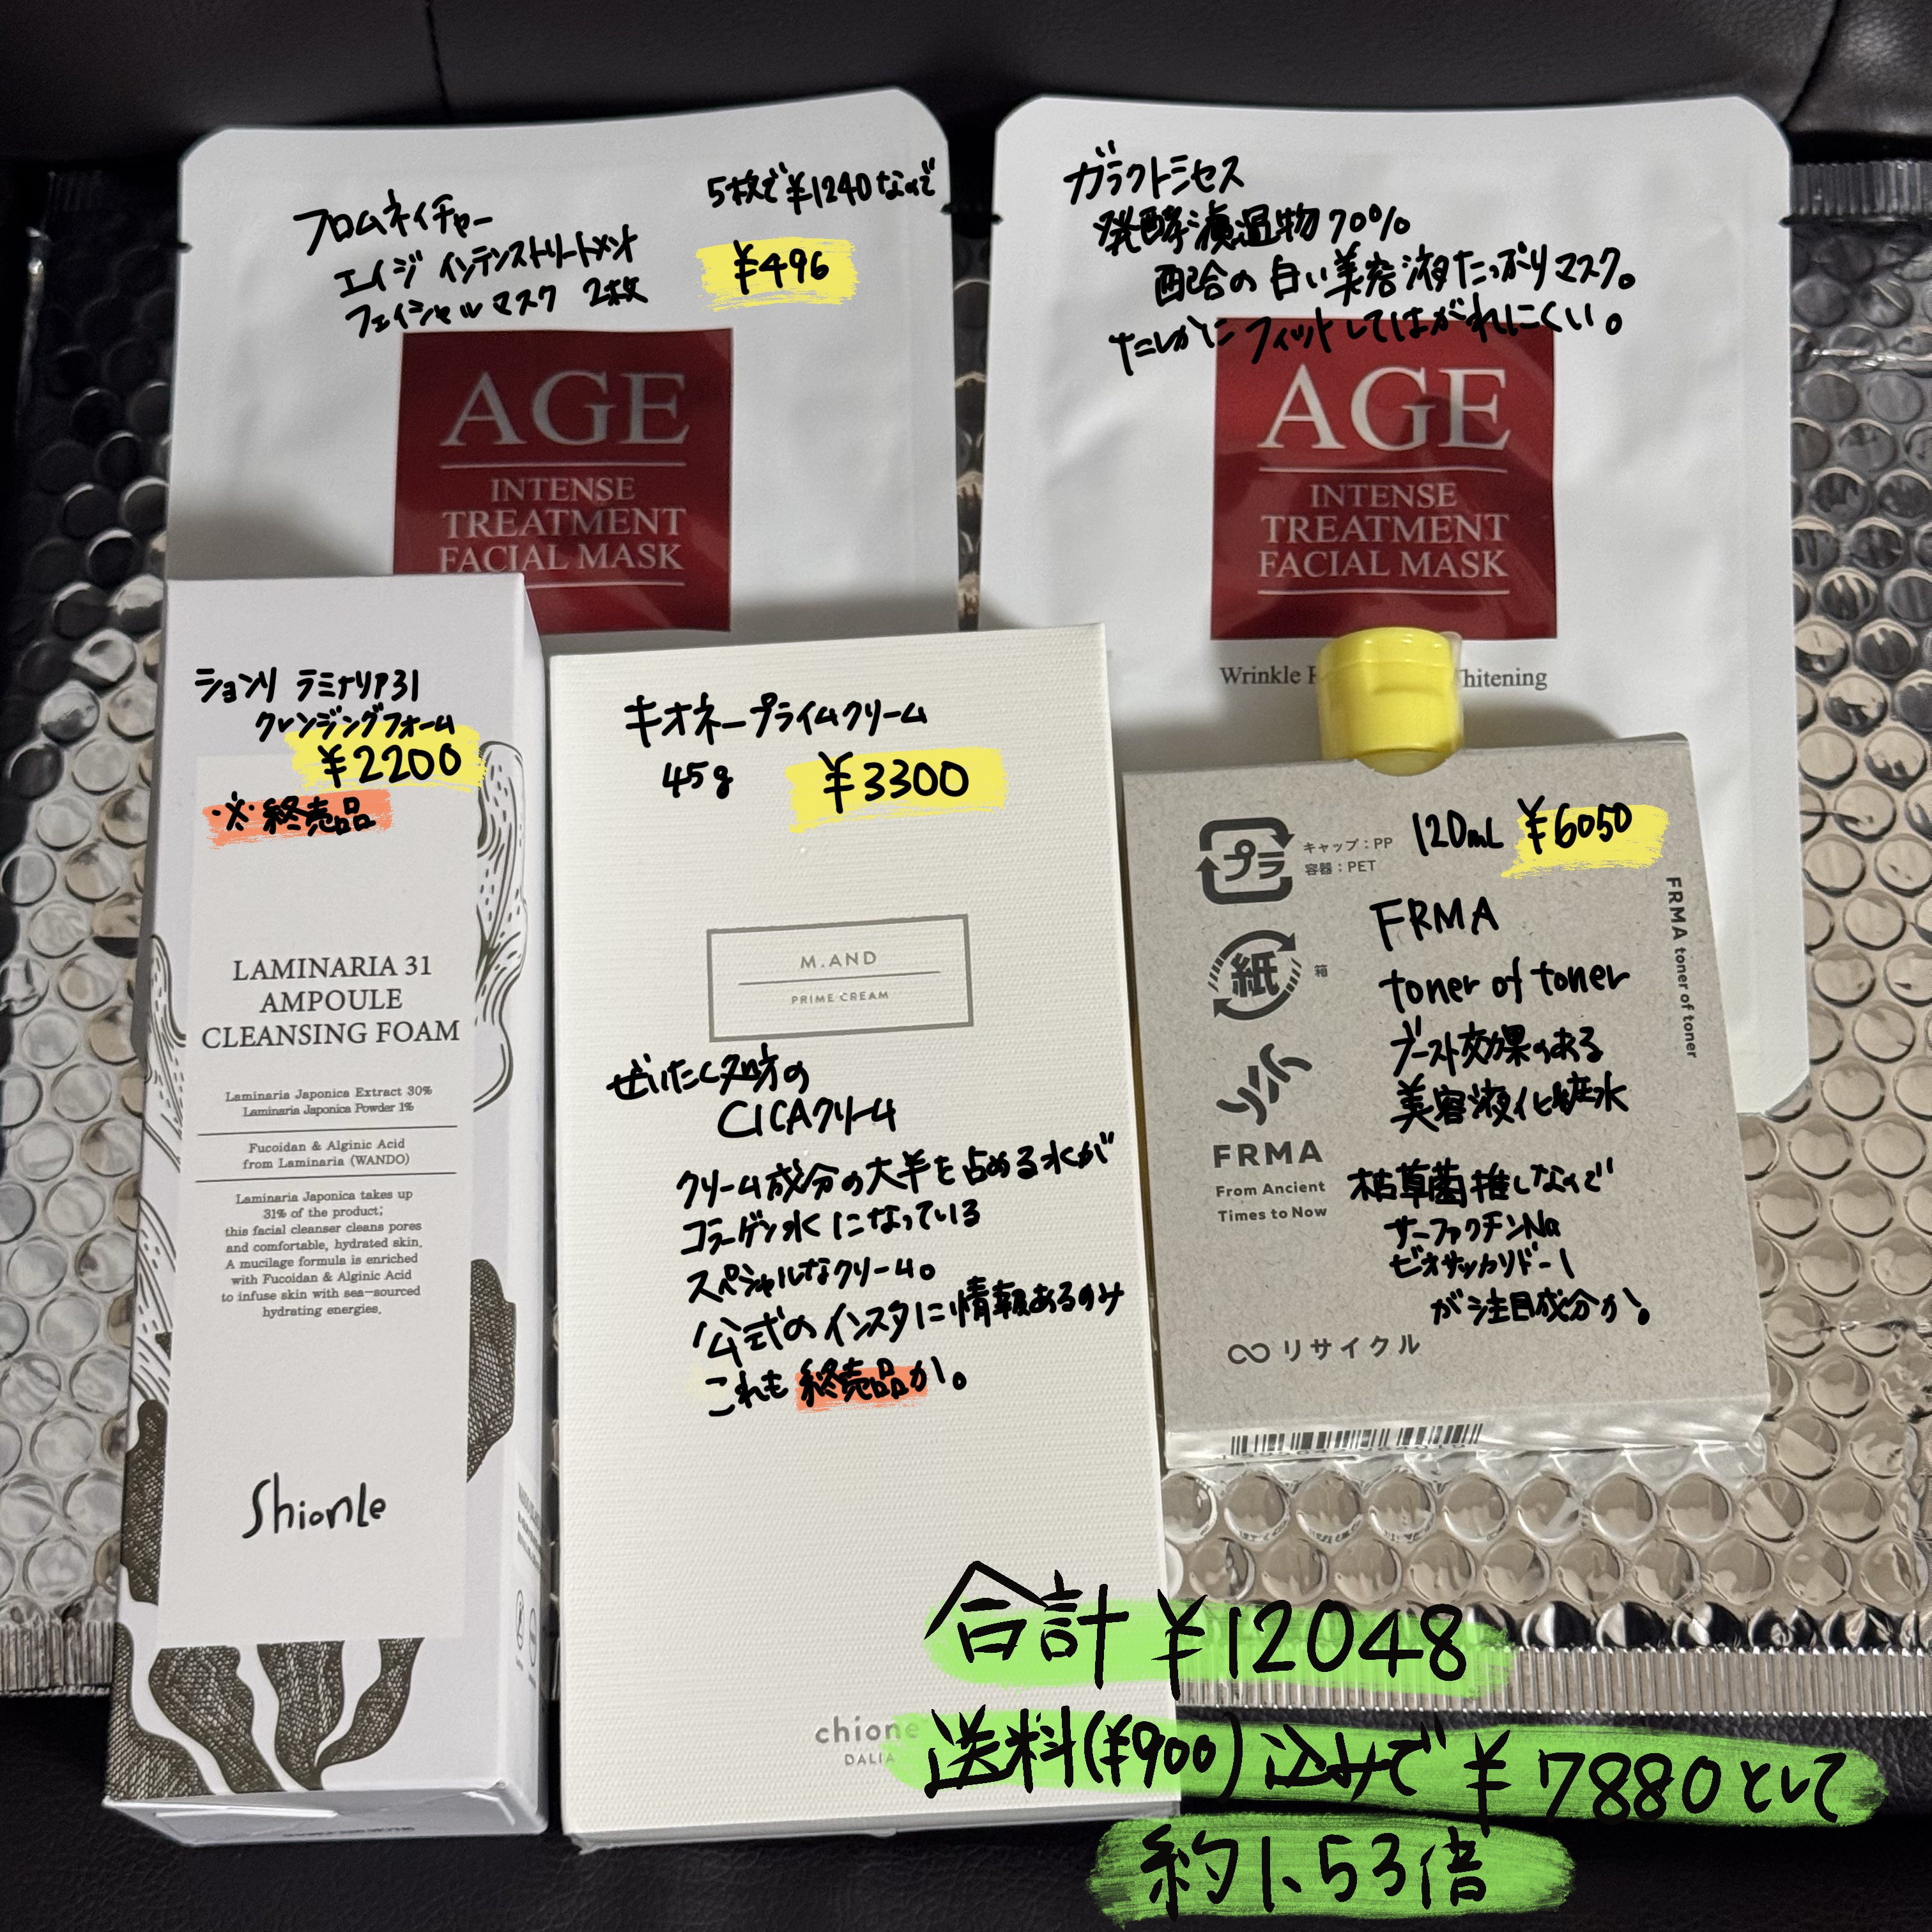 フロムネイチャー
エイジ インテンストリートメント
フェイシャルマスク 2枚
5枚で¥1240なので
¥496
AGE
INTENSE
TREATMENT
FACIAL MASK
ガラクトミセス
発酵濾過物70%
配合の白い美容液たっぷりマスク。
たしかにフィットしてはがれにくい。
AGE
INTENSE
TREATMENT
FACIAL MASK
Wrinkle
hitening
ションリ ラミナリア31
クレンジングフォーム
¥2200
※終売品
LAMINARIA 31
AMPOULE
CLEANSING FOAM
Laminaria Japonica Extract 30%
Laminaria Japonica Powder 1%
Fucoidan & Alginic Acid
from Laminaria (WANDO)
Laminaria Japonica takes up
31% of the product;
this facial cleanser cleans pores
and comfortable, hydrated skin.
A mucilage formula is enriched
with Fucoidan & Alginic Acid
to infuse skin with sea-sourced
hydrating energies.
Shionle
キオネープライムクリーム
45g ¥3300
M.AND
PRIME CREAM
ぜいたく処方の
CICAクリーム
クリーム成分の大半を占める水が
コラーゲン水になっている
スペシャルなクリーム。
公式のインスタに情報あるのみ
これも終売品か。
chione
DALIA
キャップ:PP
容器:PET
プラ
120mL ¥6050
紙
箱
FRMA
toner of toner
ブースト効果のある
美容液化粧水
FRMA toner of toner
FRMA
From Ancient
Times to Now
枯草菌推しなので
サーファクチンNa
ビオサッカリドー1
が注目成分か。
リサイクル
合計¥12048
送料(¥900)込みで¥7880として
約1.53倍